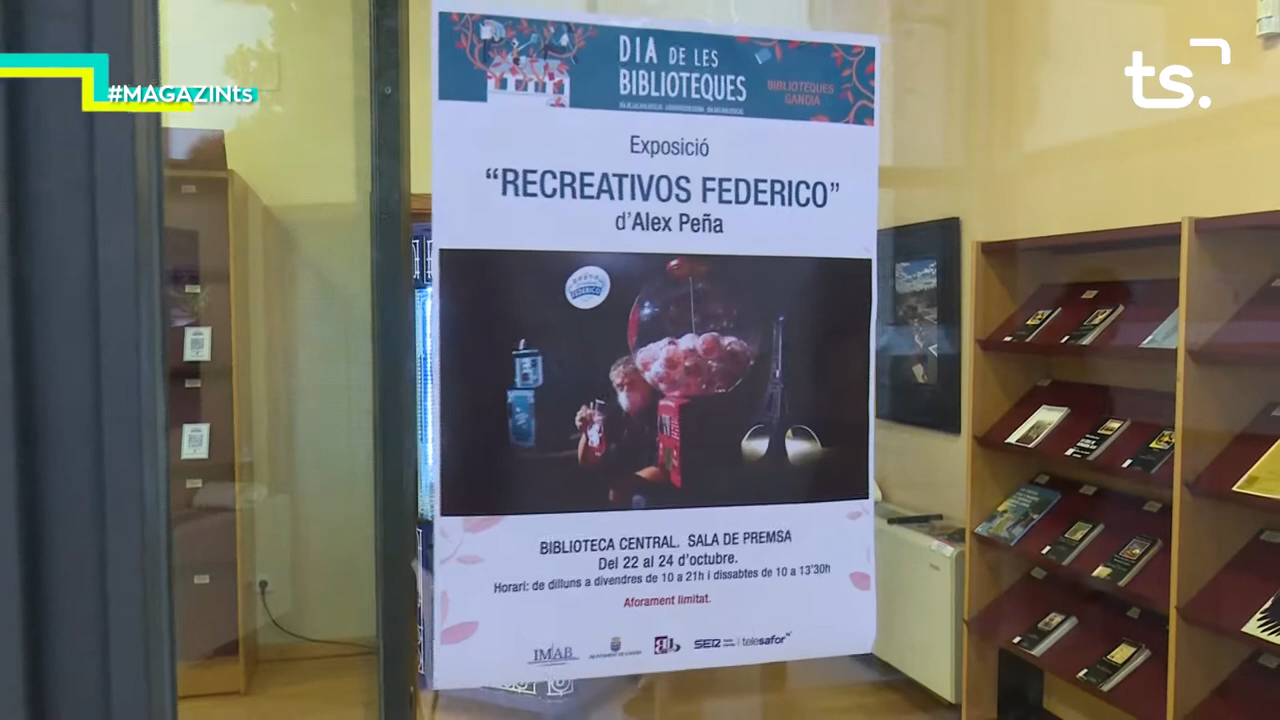 #MAGAZINts
ts.
DIA DE LES
BIBLIOTEQUES
BIBLIOTEQUES
GANDIA
Exposició
“RECREATIVOS FEDERICO”
d'Alex Peña
FEDERICO
BIBLIOTECA CENTRAL. SALA DE PREMSA
Del 22 al 24 d'octubre.
Horari: de dilluns a divendres de 10 a 21h i dissabtes de 10 a 13'30h
Aforament limitat.
IMAB
SER
telesafor